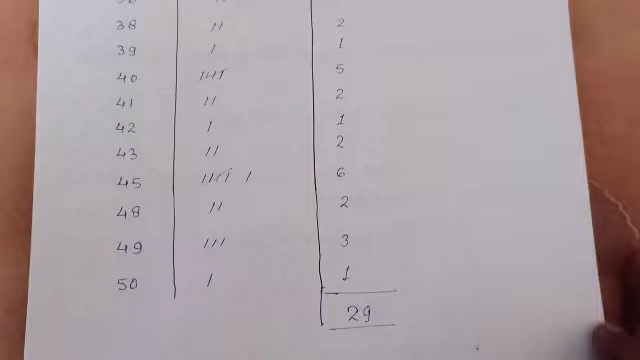 38 || 2
39 | 1
40 |||| 5
41 || 2
42 | 1
43 || 2
45 |||| | 6
48 || 2
49 ||| 3
50 | 1
29